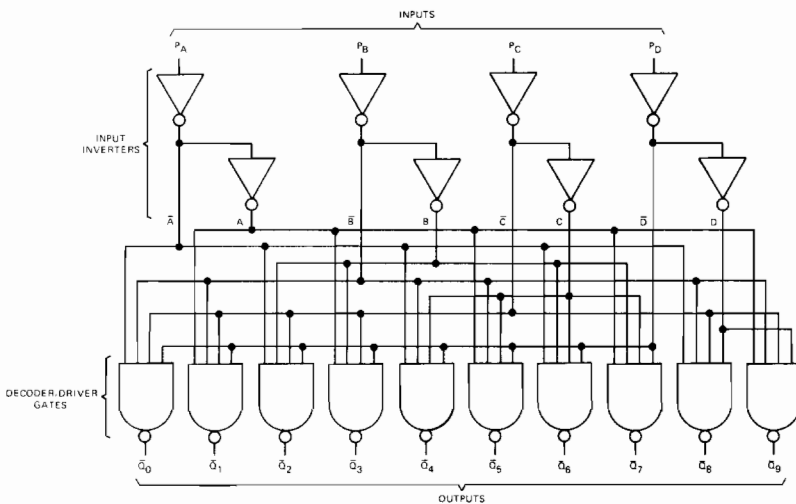 INPUTS
PA PB PC PD
INPUT
INVERTERS
Ā A B̄ B C̄ C D̄ D
DECODER/DRIVER
GATES
Q̄0 Q̄1 Q̄2 Q̄3 Q̄4 Q̄5 Q̄6 Q̄7 Q̄8 Q̄9
OUTPUTS